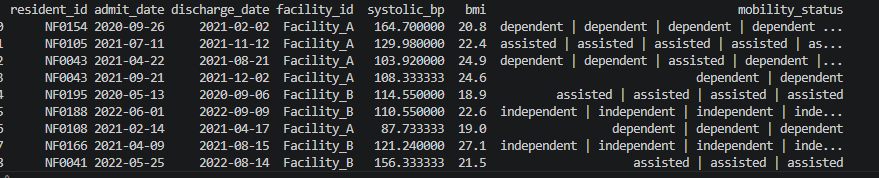 resident_id admit_date discharge_date facility_id systolic_bp bmi mobility_status
NF0154 2020-09-26 2021-02-02 Facility_A 164.700000 20.8 dependent | dependent | dependent | dependent ...
1 NF0105 2021-07-11 2021-11-12 Facility_A 129.980000 22.4 assisted | assisted | assisted | assisted | as...
2 NF0043 2021-04-22 2021-08-21 Facility_A 103.920000 24.9 dependent | dependent | assisted | dependent |...
3 NF0043 2021-09-21 2021-12-02 Facility_A 108.333333 24.6 dependent | dependent
4 NF0195 2020-05-13 2020-09-06 Facility_B 114.550000 18.9 assisted | assisted | assisted | assisted
5 NF0188 2022-06-01 2022-09-09 Facility_B 110.550000 22.6 independent | independent | independent | inde...
6 NF0108 2021-02-14 2021-04-17 Facility_A 87.733333 19.0 dependent | dependent | dependent
7 NF0166 2021-04-09 2021-08-15 Facility_B 121.240000 27.1 independent | independent | independent | inde...
8 NF0041 2022-05-25 2022-08-14 Facility_B 156.333333 21.5 assisted | assisted | assisted